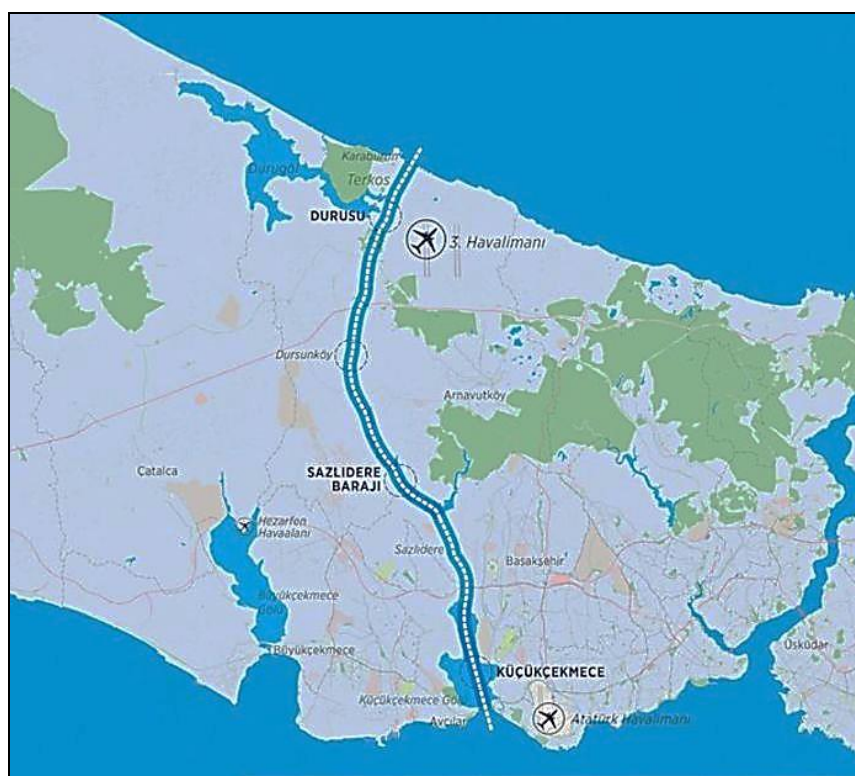 Karaburun
Durugöl
Terkos
DURUSU
3. Havalimanı
Dursunköy
Arnavutköy
Çatalca
SAZLIDERE
BARAJI
Hezarfen
Havaalanı
Sazlıdere
Başakşehir
Büyükçekmece
Gölü
Büyükçekmece
Üsküdar
KÜÇÜKÇEKMECE
Küçükçekmece Gölü
Avcılar
Atatürk Havalimanı